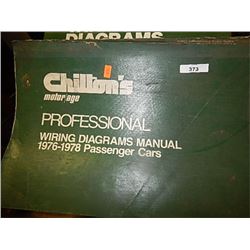 DIAGRAMS
373
Chilton's
motor/age
PROFESSIONAL
WIRING DIAGRAMS MANUAL
1976-1978 Passenger Cars